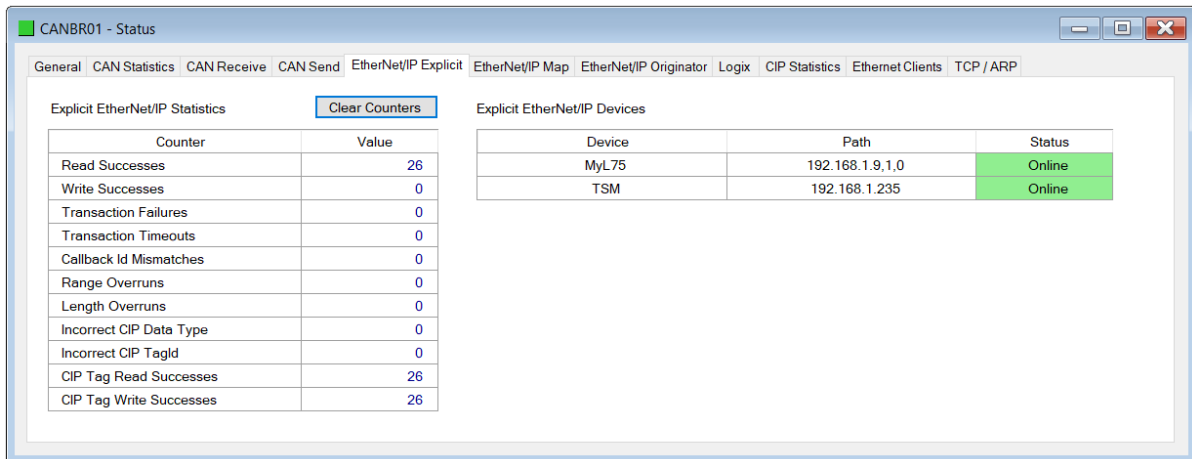 CANBR01 - Status
General CAN Statistics CAN Receive CAN Send EtherNet/IP Explicit EtherNet/IP Map EtherNet/IP Originator Logix CIP Statistics Ethernet Clients TCP / ARP
Explicit EtherNet/IP Statistics Clear Counters
Counter Value
Read Successes 26
Write Successes 0
Transaction Failures 0
Transaction Timeouts 0
Callback Id Mismatches 0
Range Overruns 0
Length Overruns 0
Incorrect CIP Data Type 0
Incorrect CIP TagId 0
CIP Tag Read Successes 26
CIP Tag Write Successes 26
Explicit EtherNet/IP Devices
Device Path Status
MyL75 192.168.1.9,1,0 Online
TSM 192.168.1.235 Online